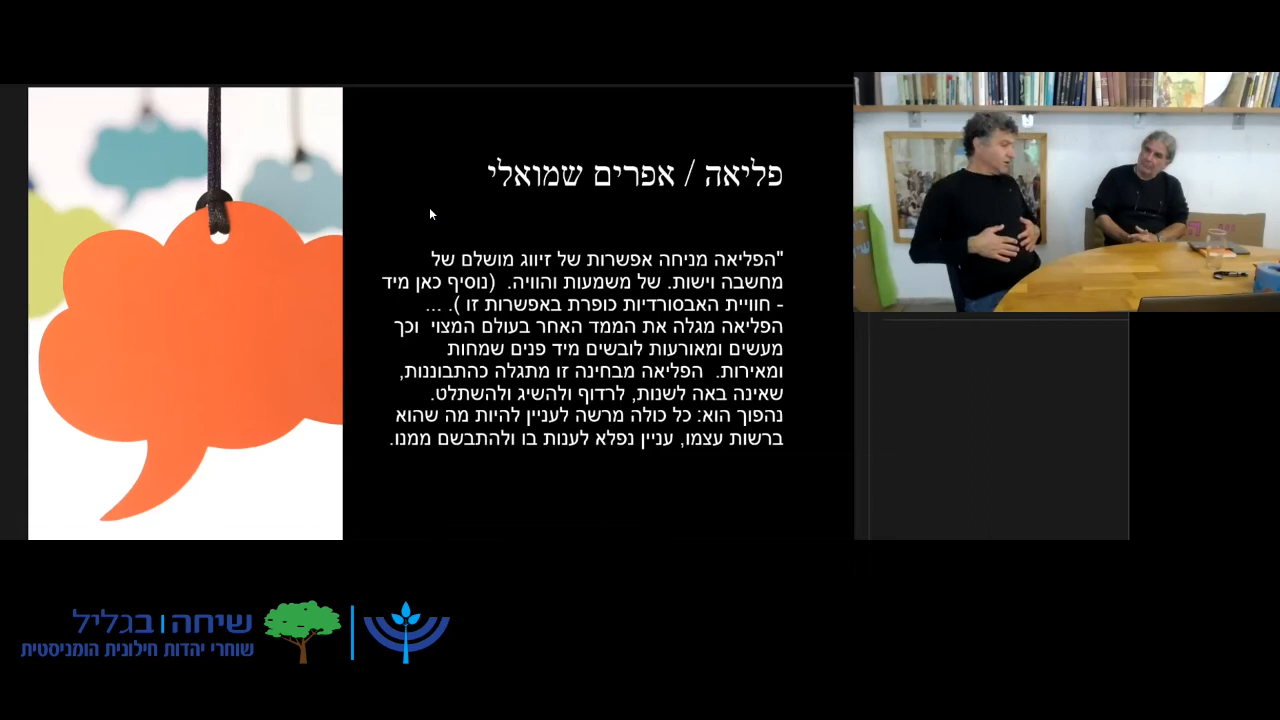 פליאה / אפרים שמואלי
"הפליאה מניחה אפשרות של זיווג מושלם של
מחשבה וישות. של משמעות והוויה.  (נוסיף כאן מיד
- חוויית האבסורדיות כופרת באפשרות זו ). ...
הפליאה מגלה את הממד האחר בעולם המצוי  וכך
מעשים ומאורעות לובשים מיד פנים שמחות
ומאירות.  הפליאה מבחינה זו מתגלה כהתבוננות,
שאינה באה לשנות, לרדוף ולהשיג ולהשתלט.
נהפוך הוא: כל כולה מרשה לעניין להיות מה שהוא
ברשות עצמו, עניין נפלא לענות בו ולהתבשם ממנו.
שיחה | בגליל
שוחרי יהדות חילונית הומניסטית